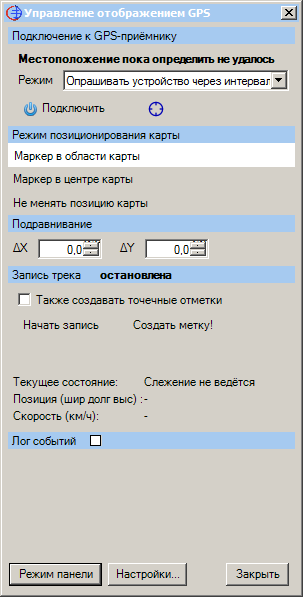 Управление отображением GPS
Подключение к GPS-приёмнику
Местоположение пока определить не удалось
Режим Опрашивать устройство через интервал
Подключить
Режим позиционирования карты
Маркер в области карты
Маркер в центре карты
Не менять позицию карты
Подравнивание
ΔX 0,0 ΔY 0,0
Запись трека остановлена
Также создавать точечные отметки
Начать запись Создать метку!
Текущее состояние: Слежение не ведётся
Позиция (шир долг выс) : -
Скорость (км/ч): -
Лог событий
Режим панели Настройки... Закрыть